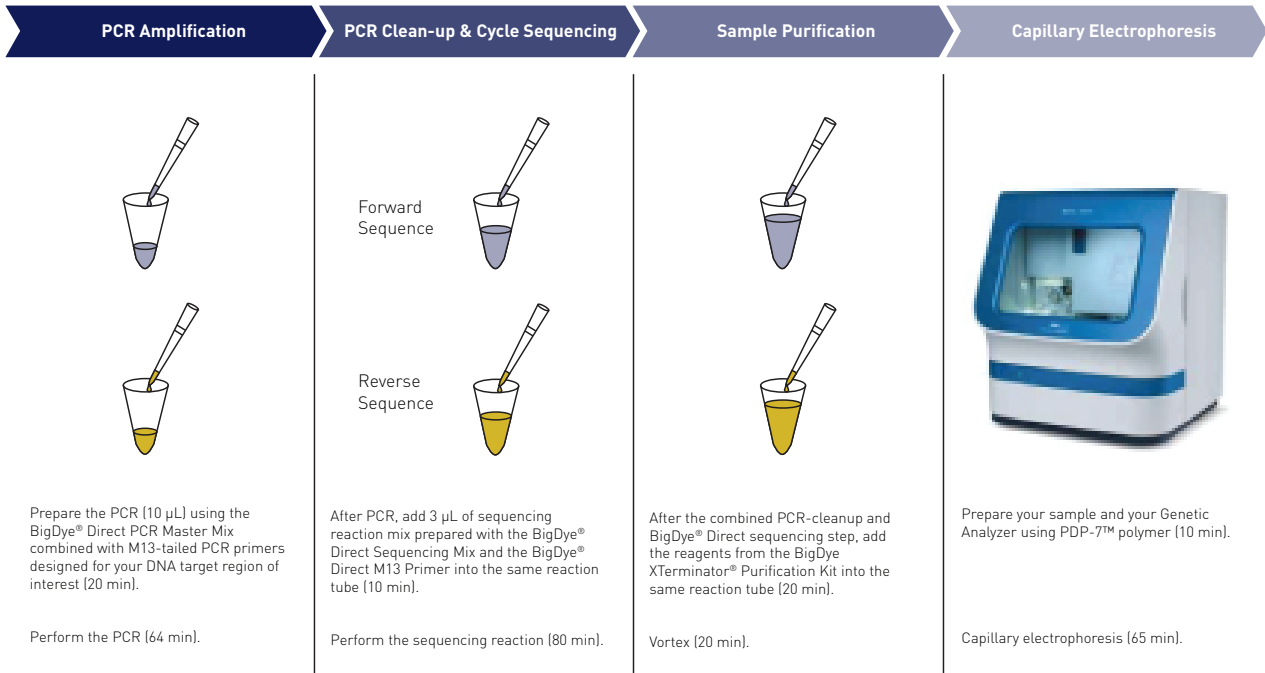 PCR Amplification
PCR Clean-up & Cycle Sequencing
Sample Purification
Capillary Electrophoresis
Forward
Sequence
Reverse
Sequence
Prepare the PCR (10 µL) using the
BigDye® Direct PCR Master Mix
combined with M13-tailed PCR primers
designed for your DNA target region of
interest (20 min).
Perform the PCR (64 min).
After PCR, add 3 µL of sequencing
reaction mix prepared with the BigDye®
Direct Sequencing Mix and the BigDye®
Direct M13 Primer into the same reaction
tube (10 min).
Perform the sequencing reaction (80 min).
After the combined PCR-cleanup and
BigDye® Direct sequencing step, add
the reagents from the BigDye
XTerminator® Purification Kit into the
same reaction tube (20 min).
Vortex (20 min).
Prepare your sample and your Genetic
Analyzer using PDP-7™ polymer (10 min).
Capillary electrophoresis (65 min).